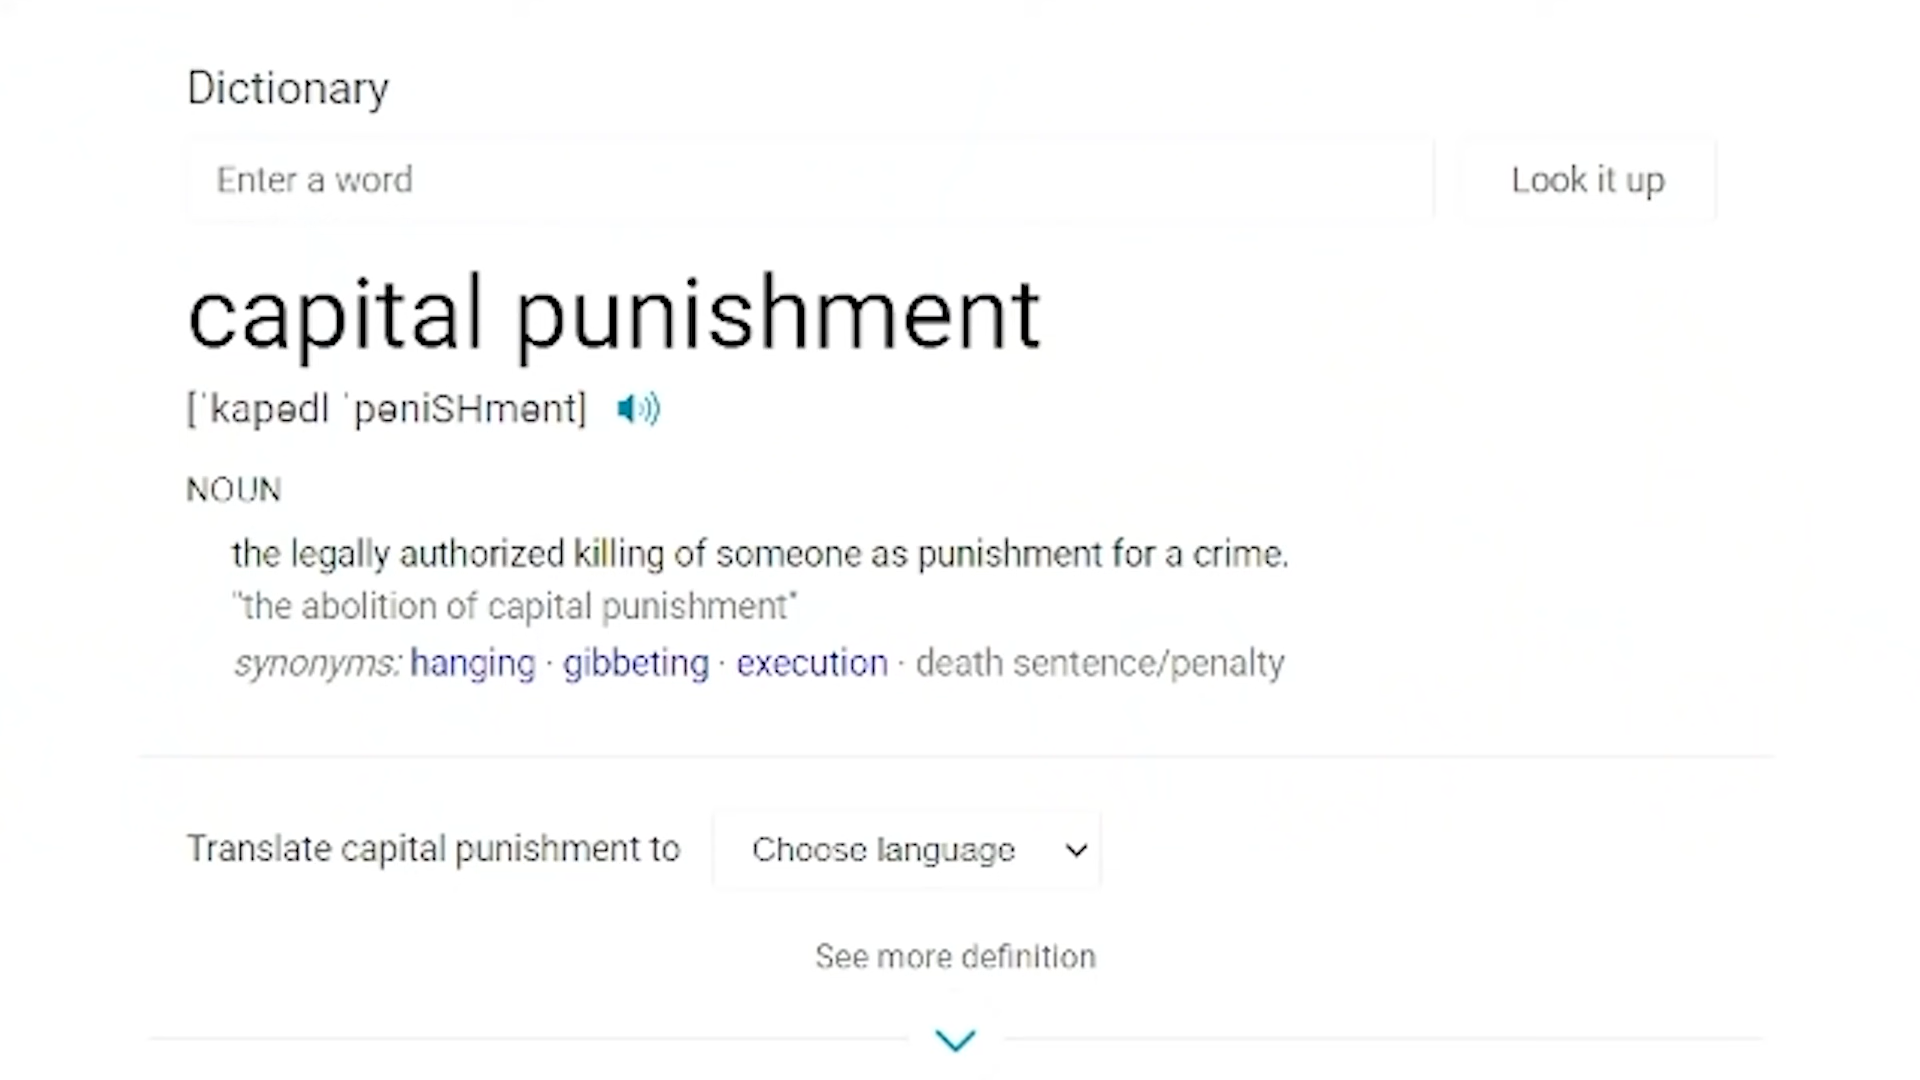 Dictionary
Enter a word
Look it up
capital punishment
[ˈkapədl ˈpəniSHmənt]
NOUN
the legally authorized killing of someone as punishment for a crime.
"the abolition of capital punishment"
synonyms: hanging · gibbeting · execution · death sentence/penalty
Translate capital punishment to
Choose language
See more definition